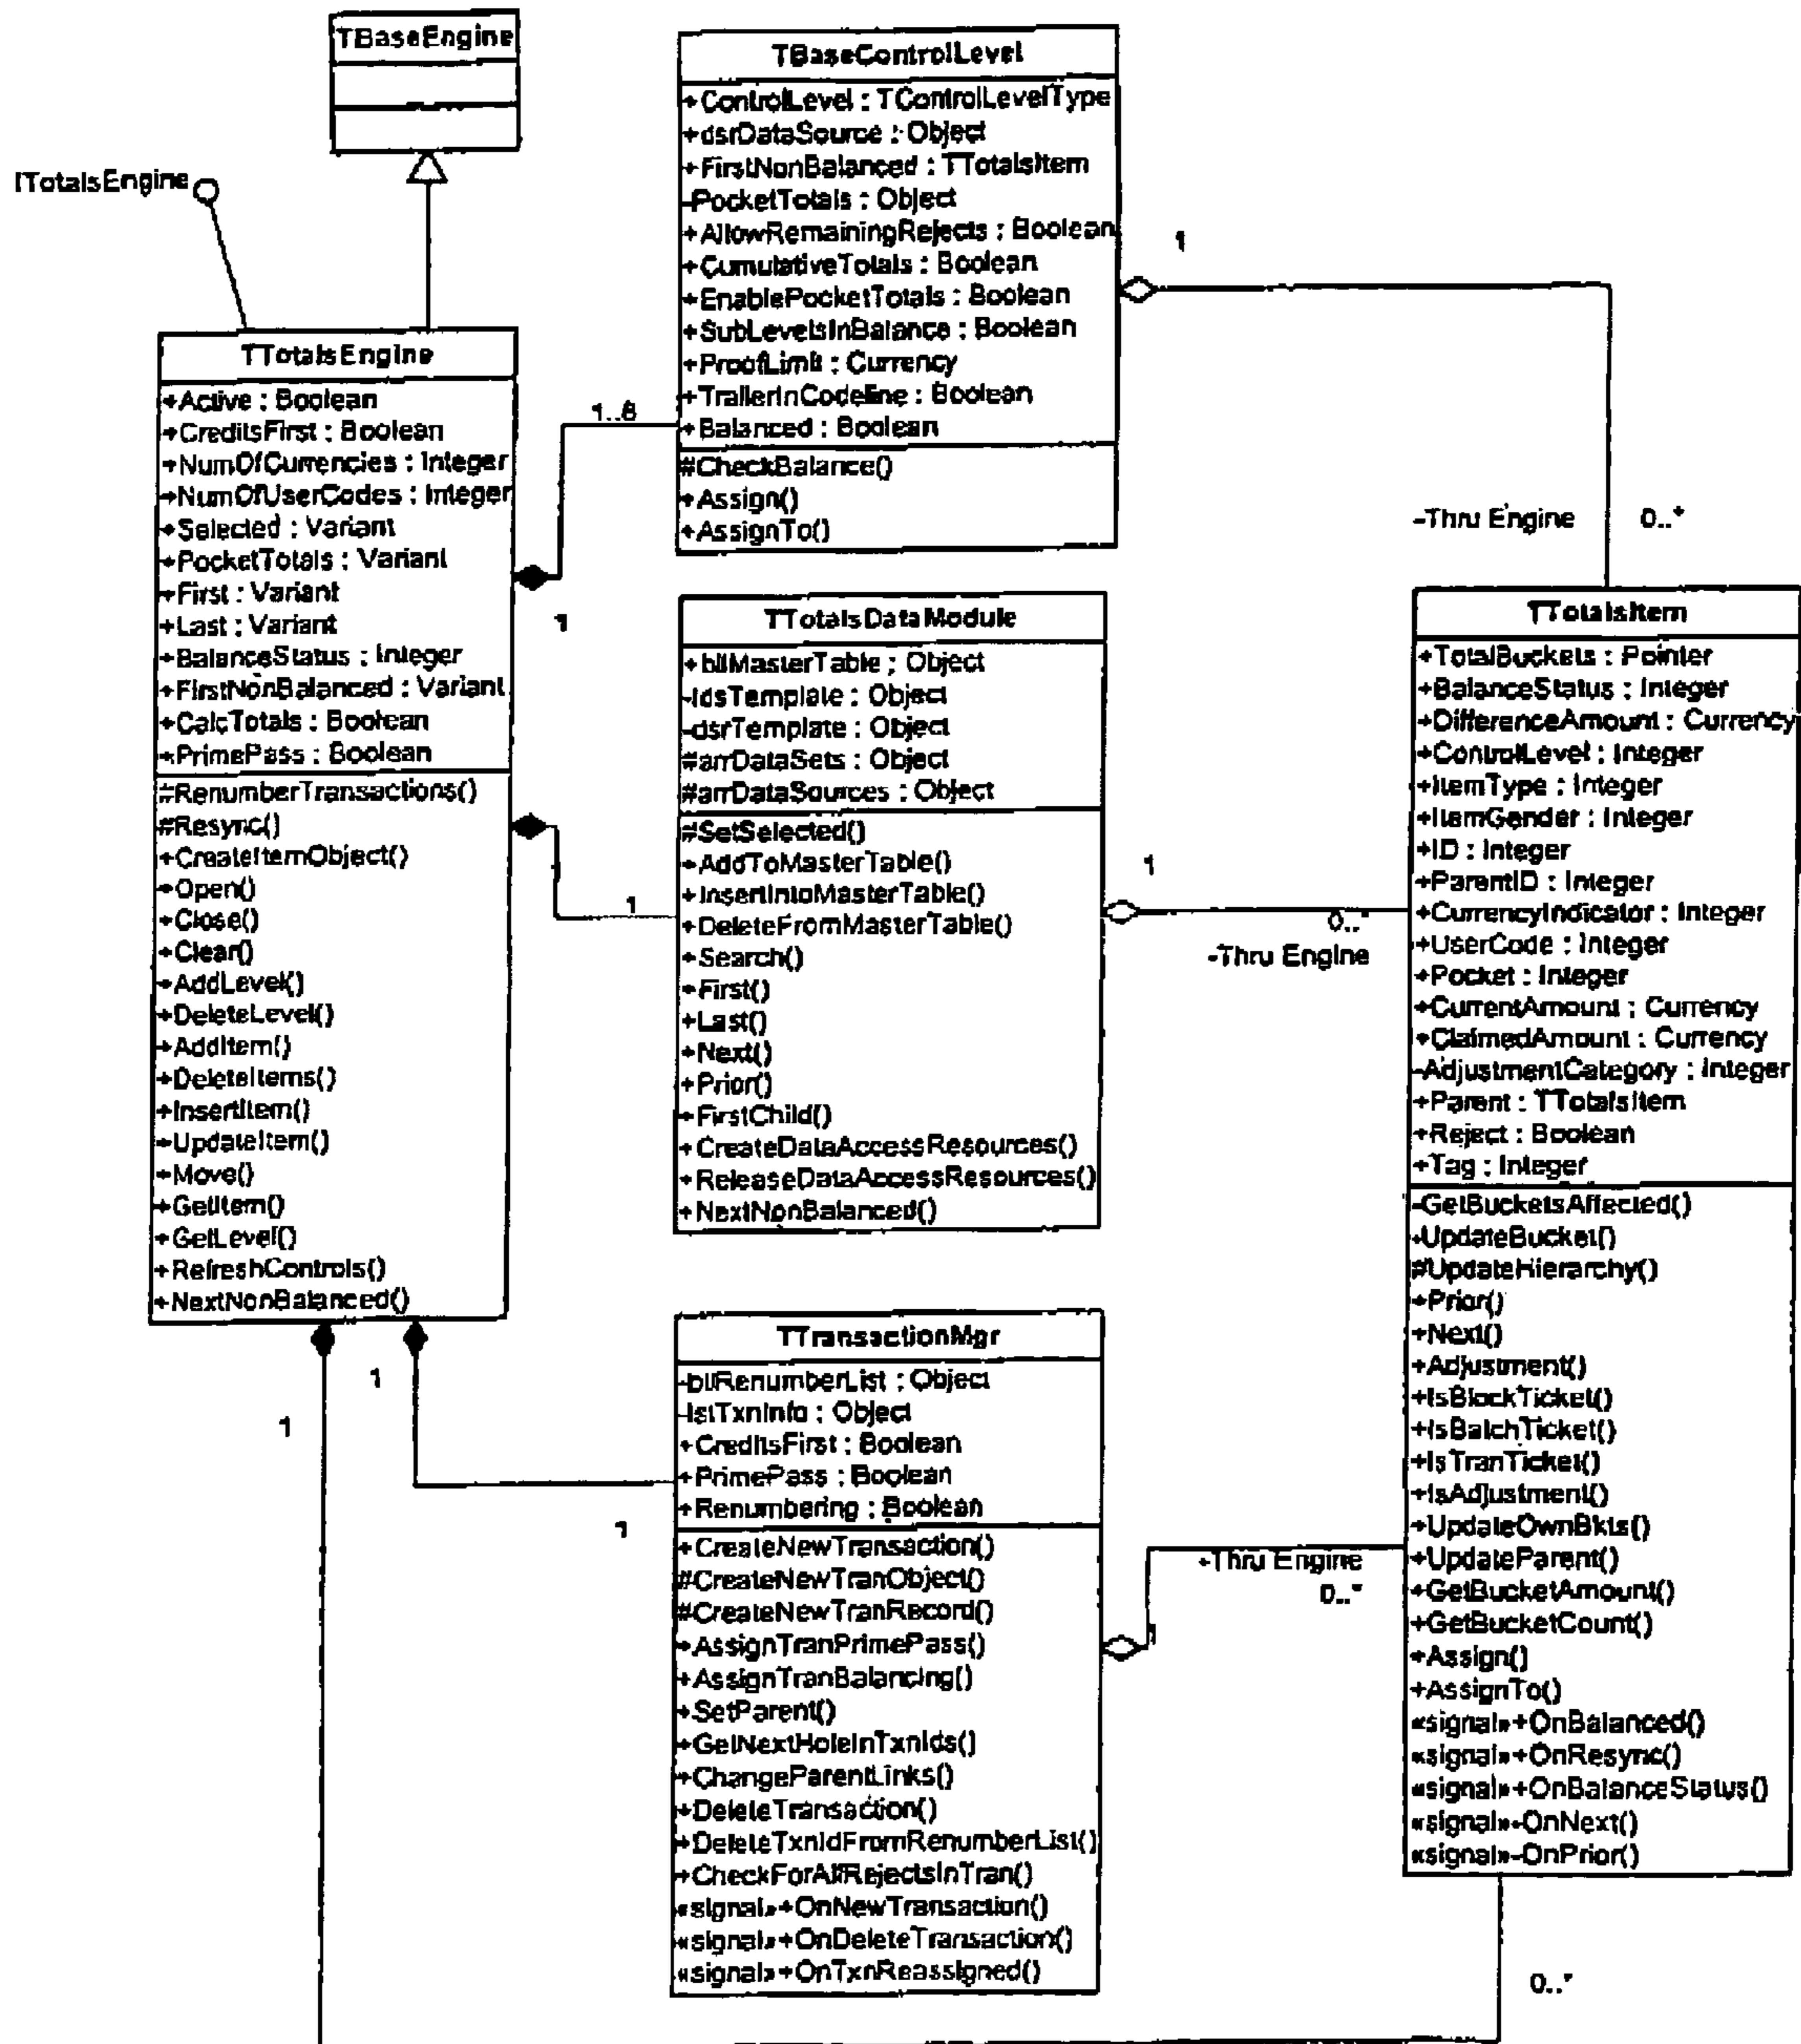 TBaseEngine
ITotalsEngine
TTotalsEngine
+Active : Boolean
+CreditsFirst : Boolean
+NumOfCurrencies : Integer
+NumOfUserCodes : Integer
+Selected : Variant
+PocketTotals : Variant
+First : Variant
+Last : Variant
+BalanceStatus : Integer
+FirstNonBalanced : Variant
+CalcTotals : Boolean
+PrimePass : Boolean
#RenumberTransactions()
#Resync()
+CreateItemObject()
+Open()
+Close()
+Clear()
+AddLevel()
+DeleteLevel()
+AddItem()
+DeleteItems()
+InsertItem()
+UpdateItem()
+Move()
+GetItem()
+GetLevel()
+RefreshControls()
+NextNonBalanced()
TBaseControlLevel
+ControlLevel : TControlLevelType
+dsrDataSource : Object
+FirstNonBalanced : TTotalsItem
-PocketTotals : Object
+AllowRemainingRejects : Boolean
+CumulativeTotals : Boolean
+EnablePocketTotals : Boolean
+SubLevelsInBalance : Boolean
+ProofLimit : Currency
+TrailerInCodeline : Boolean
+Balanced : Boolean
#CheckBalance()
+Assign()
+AssignTo()
1..8
1
1
-Thru Engine
0..*
TTotalsDataModule
+bllMasterTable : Object
-ldsTemplate : Object
-dsrTemplate : Object
#arrDataSets : Object
#arrDataSources : Object
#SetSelected()
+AddToMasterTable()
+InsertIntoMasterTable()
+DeleteFromMasterTable()
+Search()
+First()
+Last()
+Next()
+Prior()
+FirstChild()
+CreateDataAccessResources()
+ReleaseDataAccessResources()
+NextNonBalanced()
1
1
0..*
-Thru Engine
TTotalsItem
+TotalBuckets : Pointer
+BalanceStatus : Integer
+DifferenceAmount : Currency
+ControlLevel : Integer
+ItemType : Integer
+ItemGender : Integer
+ID : Integer
+ParentID : Integer
+CurrencyIndicator : Integer
+UserCode : Integer
+Pocket : Integer
+CurrentAmount : Currency
+ClaimedAmount : Currency
-AdjustmentCategory : Integer
+Parent : TTotalsItem
+Reject : Boolean
+Tag : Integer
-GetBucketsAffected()
-UpdateBucket()
#UpdateHierarchy()
+Prior()
+Next()
+Adjustment()
+IsBlockTicket()
+IsBatchTicket()
+IsTranTicket()
+IsAdjustment()
+UpdateOwnBkts()
+UpdateParent()
+GetBucketAmount()
+GetBucketCount()
+Assign()
+AssignTo()
«signal»+OnBalanced()
«signal»+OnResync()
«signal»+OnBalanceStatus()
«signal»-OnNext()
«signal»-OnPrior()
TTransactionMgr
-bllRenumberList : Object
-lstTxnInfo : Object
+CreditsFirst : Boolean
+PrimePass : Boolean
+Renumbering : Boolean
+CreateNewTransaction()
#CreateNewTranObject()
#CreateNewTranRecord()
+AssignTranPrimePass()
+AssignTranBalancing()
+SetParent()
+GetNextHoleInTxnIds()
+ChangeParentLinks()
+DeleteTransaction()
+DeleteTxnIdFromRenumberList()
+CheckForAllRejectsInTran()
«signal»+OnNewTransaction()
«signal»+OnDeleteTransaction()
«signal»+OnTxnReassigned()
1
1
1
1
-Thru Engine
0..*
0..*